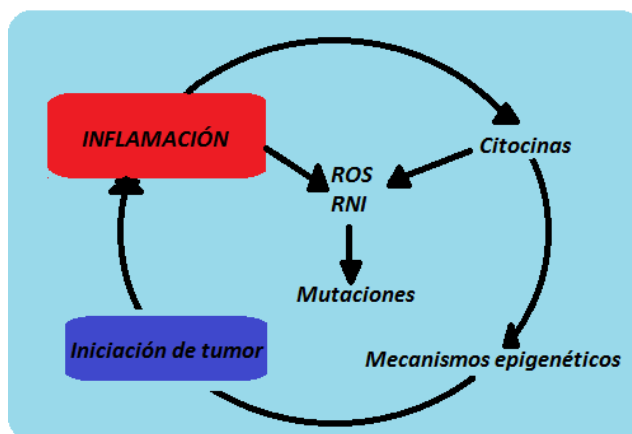 INFLAMACIÓN
Citocinas
ROS
RNI
Mutaciones
Iniciación de tumor
Mecanismos epigenéticos